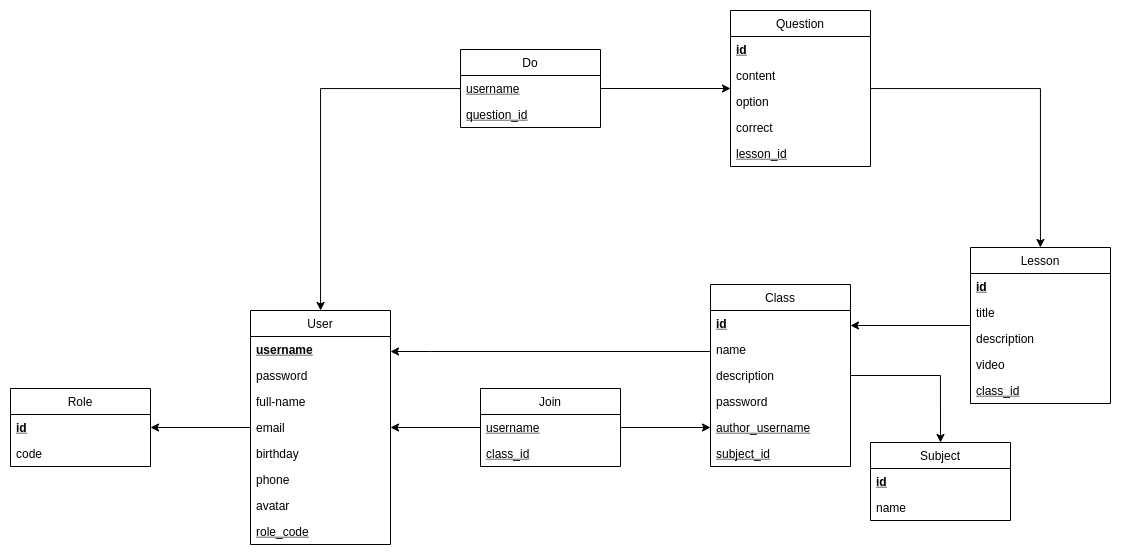 Question
id
content
option
correct
lesson_id
Do
username
question_id
Lesson
id
title
description
video
class_id
Class
id
name
description
password
author_username
subject_id
User
username
password
full-name
email
birthday
phone
avatar
role_code
Role
id
code
Join
username
class_id
Subject
id
name